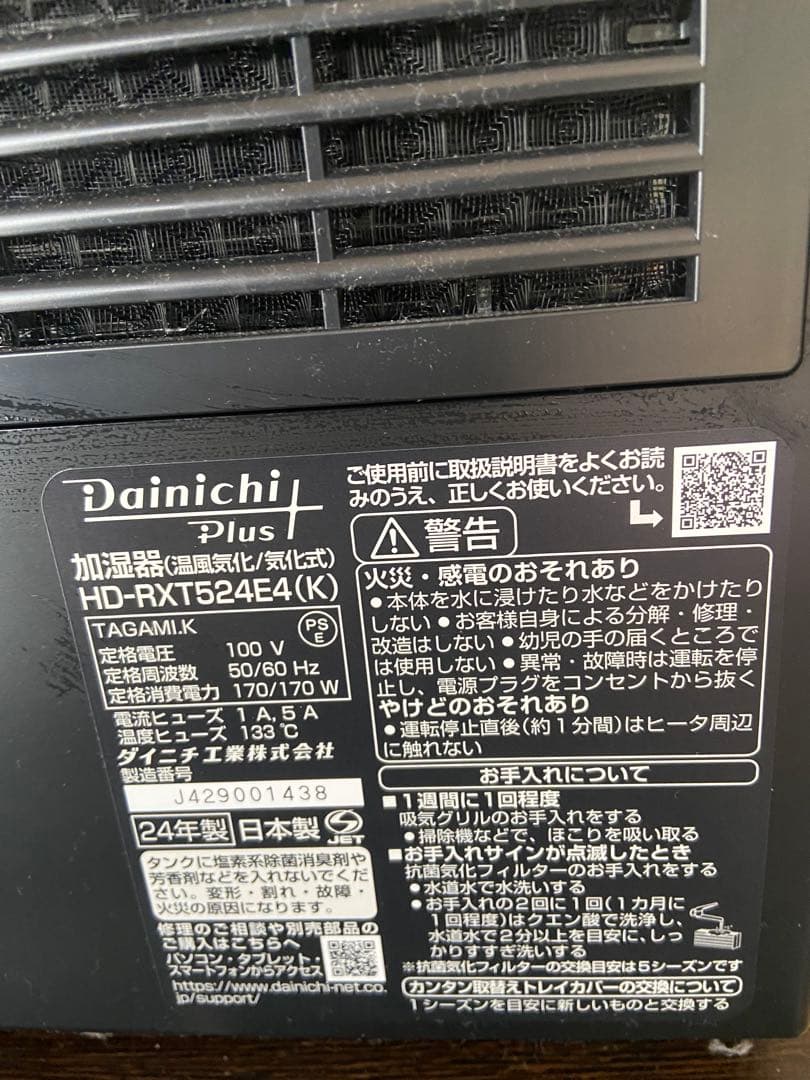 Dainichi
Plus
加湿器(温風気化/気化式)
HD-RXT524E4(K)
TAGAMI.K
PS
E
定格電圧 100 V
定格周波数 50/60 Hz
定格消費電力 170/170 W
電流ヒューズ 1 A, 5 A
温度ヒューズ 133℃
ダイニチ工業株式会社
製造番号
J429001438
24年製 日本製
JET
タンクに塩素系除菌消臭剤や
芳香剤などを入れないでくだ
さい。変形・割れ・故障・
火災の原因になります。
修理のご相談や別売部品の
ご購入はこちらへ
パソコン・タブレット・
スマートフォンからアクセス
https://www.dainichi-net.co.
jp/support/
ご使用前に取扱説明書をよくお読
みのうえ、正しくお使いください。
警告
火災・感電のおそれあり
●本体を水に浸けたり水などをかけたり
しない ●お客様自身による分解・修理・
改造はしない ●幼児の手の届くところで
は使用しない ●異常・故障時は運転を停
止し、電源プラグをコンセントから抜く
やけどのおそれあり
●運転停止直後(約1分間)はヒータ周辺
に触れない
お手入れについて
■1週間に1回程度
吸気グリルのお手入れをする
●掃除機などで、ほこりを吸い取る
■お手入れサインが点滅したとき
抗菌気化フィルターのお手入れをする
●水道水で水洗いする
●お手入れの2回に1回(1カ月に
1回程度)はクエン酸で洗浄し、
水道水で2分以上を目安に、しっ
かりすすぎ洗いする
※抗菌気化フィルターの交換目安は5シーズンです
カンタン取替えトレイカバーの交換について
1シーズンを目安に新しいものと交換する